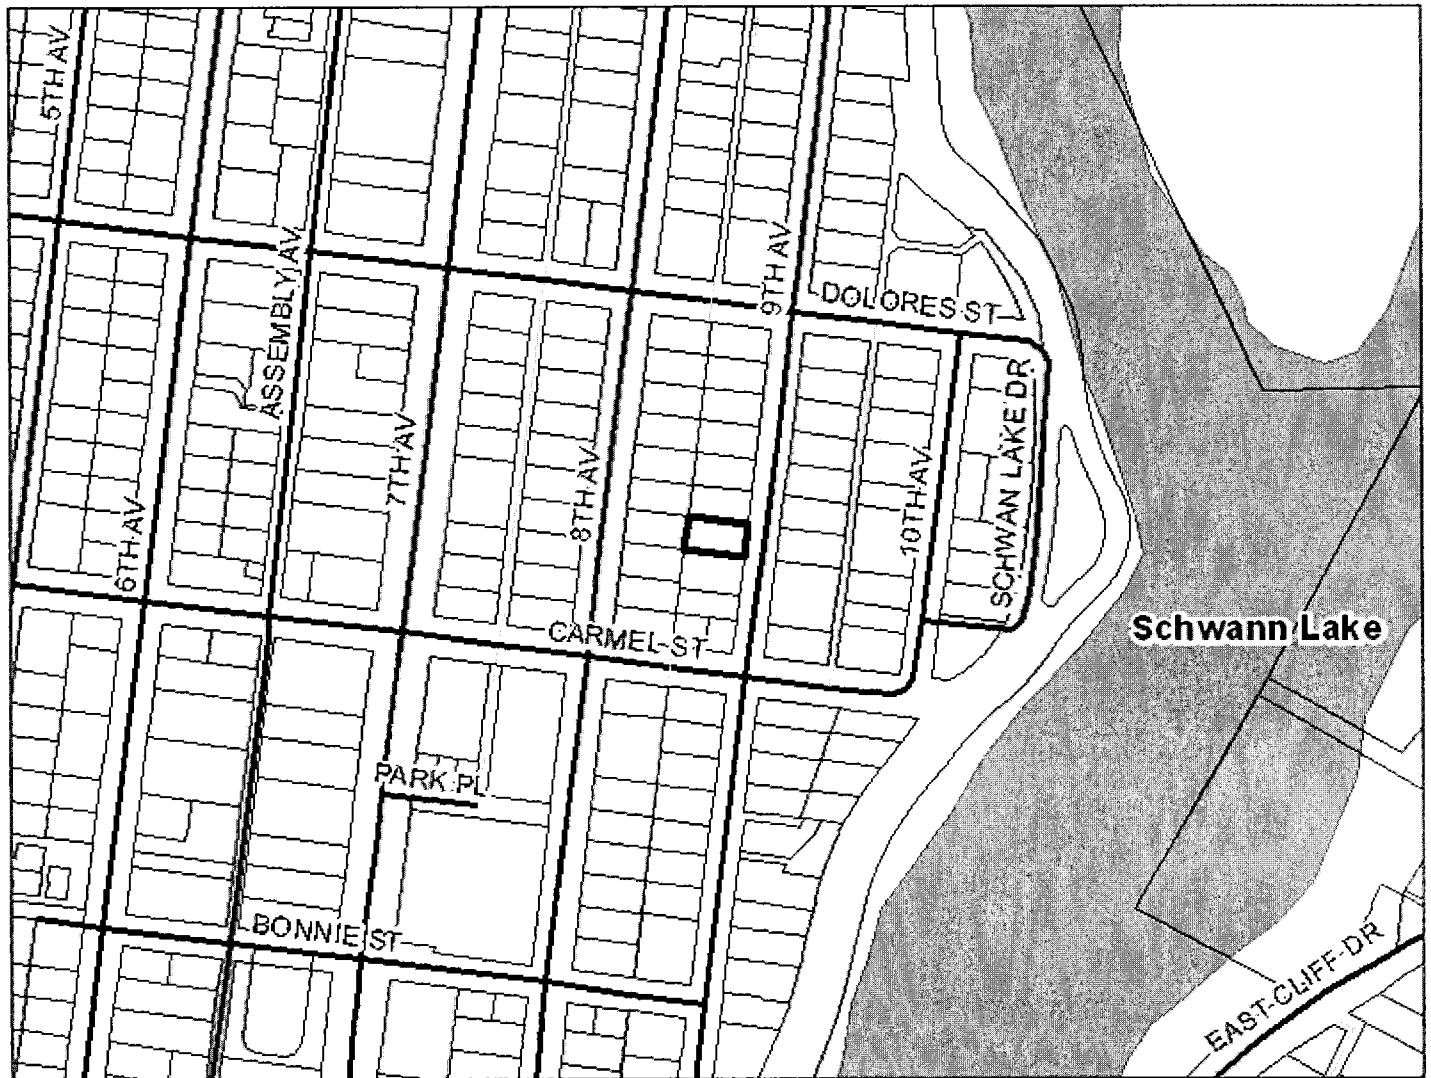 5TH AV
ASSEMBLY AV
9TH AV
DOLORES ST
7TH AV
8TH AV
10TH AV
SCHWAN LAKE DR
6TH AV
CARMEL ST
Schwann Lake
PARK PL
BONNIE ST
EAST CLIFF DR